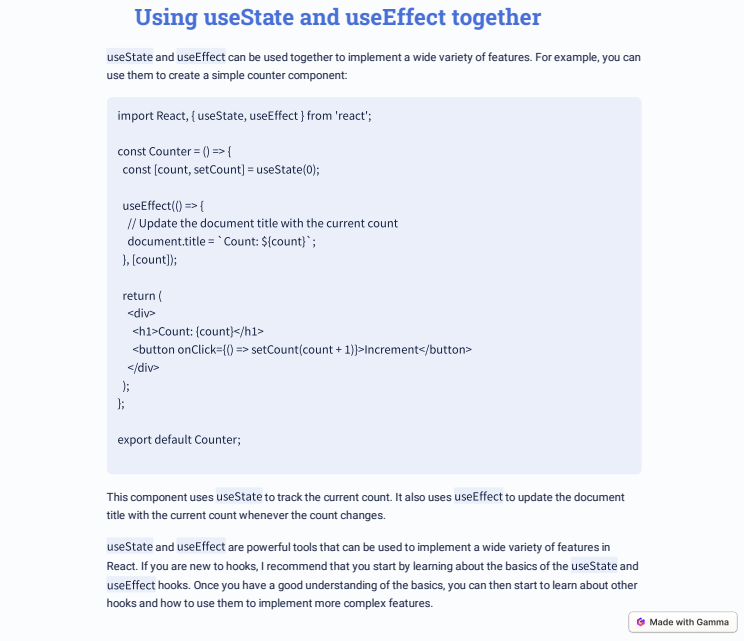 Using useState and useEffect together
useState and useEffect can be used together to implement a wide variety of features. For example, you can
use them to create a simple counter component:
import React, { useState, useEffect } from 'react';
const Counter = () => {
const [count, setCount] = useState(0);
useEffect(() => {
// Update the document title with the current count
document.title = `Count: ${count}`;
}, [count]);
return (
<div>
<h1>Count: {count}</h1>
<button onClick={() => setCount(count + 1)}>Increment</button>
</div>
);
};
export default Counter;
This component uses useState to track the current count. It also uses useEffect to update the document
title with the current count whenever the count changes.
useState and useEffect are powerful tools that can be used to implement a wide variety of features in
React. If you are new to hooks, I recommend that you start by learning about the basics of the useState and
useEffect hooks. Once you have a good understanding of the basics, you can then start to learn about other
hooks and how to use them to implement more complex features.
Made with Gamma